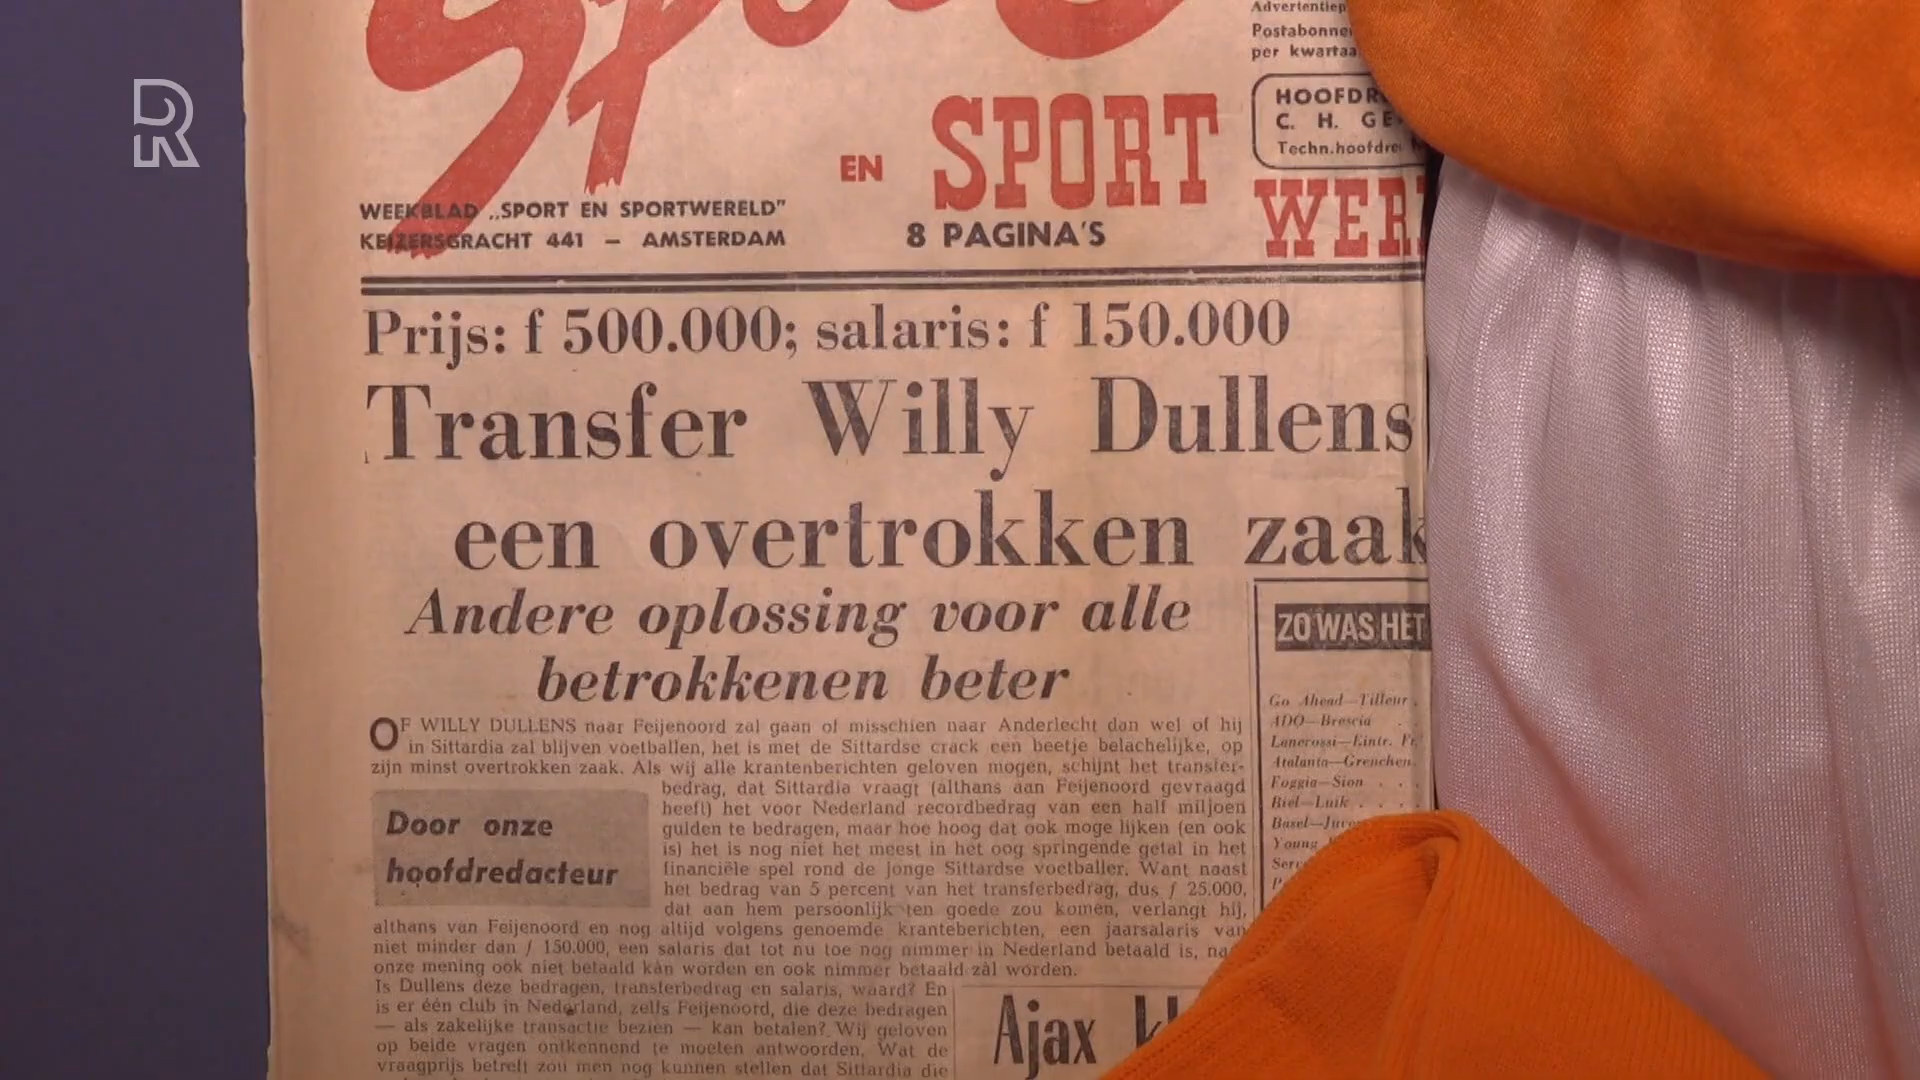 Sport
Advertentiep
Postabonne
per kwartaa
HOOFDR
C. H. GE
Techn.hoofdre
EN SPORT
WER
WEEKBLAD „SPORT EN SPORTWERELD"
KEIZERSGRACHT 441 — AMSTERDAM
8 PAGINA'S
Prijs: f 500.000; salaris: f 150.000
Transfer Willy Dullens
een overtrokken zaak
Andere oplossing voor alle
betrokkenen beter
OF WILLY DULLENS naar Feijenoord zal gaan of misschien naar Anderlecht dan wel of hij
in Sittardia zal blijven voetballen, het is met de Sittardse crack een beetje belachelijke, op
zijn minst overtrokken zaak. Als wij alle krantenberichten geloven mogen, schijnt het transfer-
bedrag, dat Sittardia vraagt (althans aan Feijenoord gevraagd
heeft) het voor Nederland recordbedrag van een half miljoen
gulden te bedragen, maar hoe hoog dat ook moge lijken (en ook
is) het is nog niet het meest in het oog springende getal in het
financiële spel rond de jonge Sittardse voetballer. Want naast
het bedrag van 5 percent van het transferbedrag, dus f 25.000,
dat aan hem persoonlijk ten goede zou komen, verlangt hij,
Door onze
hoofdredacteur
althans van Feijenoord en nog altijd volgens genoemde kranteberichten, een jaarsalaris van
niet minder dan f 150.000, een salaris dat tot nu toe nog nimmer in Nederland betaald is, na
onze mening ook niet betaald kán worden en ook nimmer betaald zàl worden.
Is Dullens deze bedragen, transferbedrag en salaris, waard? En
is er één club in Nederland, zelfs Feijenoord, die deze bedragen
— als zakelijke transactie bezien — kan betalen? Wij geloven
op beide vragen ontkennend te moeten antwoorden. Wat de
vraagprijs betreft zou men nog kunnen stellen dat Sittardia die
ZO WAS HET
Go Ahead—Tilleur
ADO—Brescia
Lanerossi—Eintr. Fr
Atalanta—Grenchen
Foggia—Sion
Biel—Luik
Basel—Juve
Young
Serv
Ajax kl